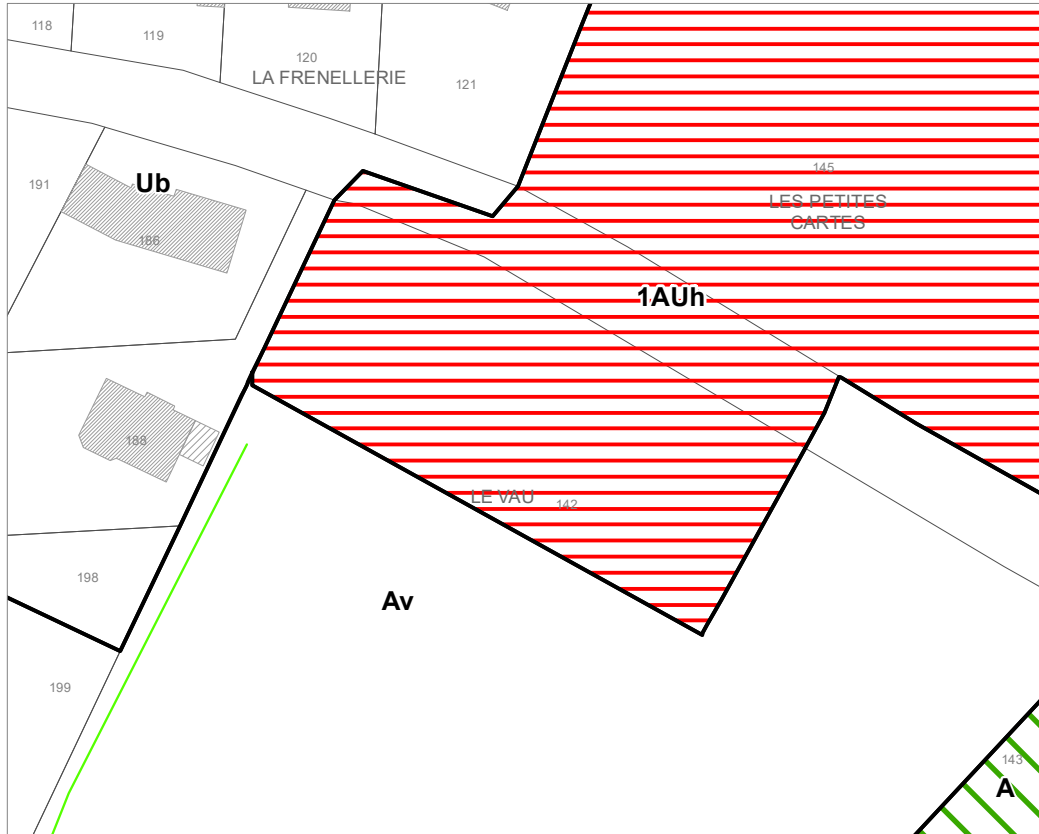 118
119
120
LA FRENELLERIE
121
145
191
Ub
LES PETITES
CARTES
186
1AUh
188
LE VAU
142
198
Av
199
143
A